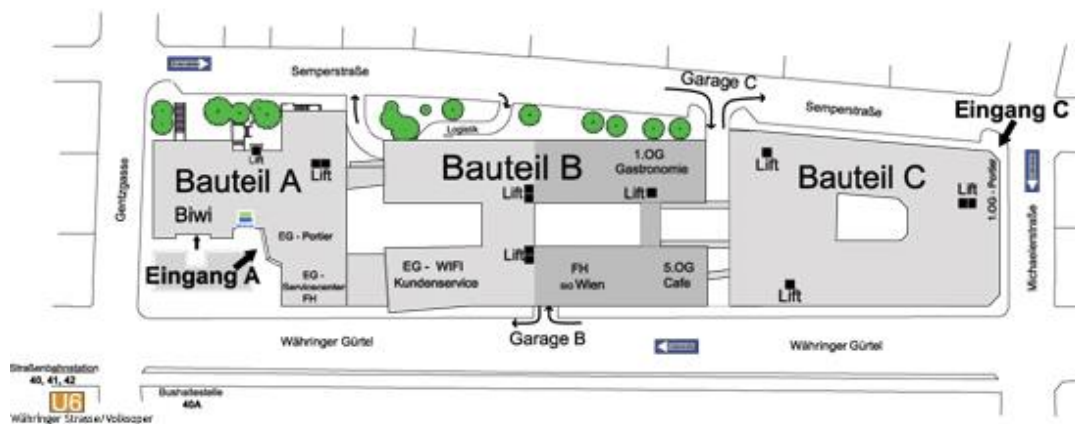 Semperstraße
Garage C
Semperstraße
Eingang C
Logistik
Lift
Lift
Bauteil A
Bauteil B
1.OG
Gastronomie
Lift
Lift
Lift
Bauteil C
Lift
1.OG - Portier
Gentzgasse
Michaelerstraße
Biwi
EG - Portier
Eingang A
EG -
Servicecenter
FH
Lift
EG - WIFI
Kundenservice
FH
Wien
5.OG
Cafe
Lift
Garage B
Währinger Gürtel
Währinger Gürtel
Straßenbahnstation
40, 41, 42
U6
Währinger Strasse/Volksoper
Bushaltestelle
40A